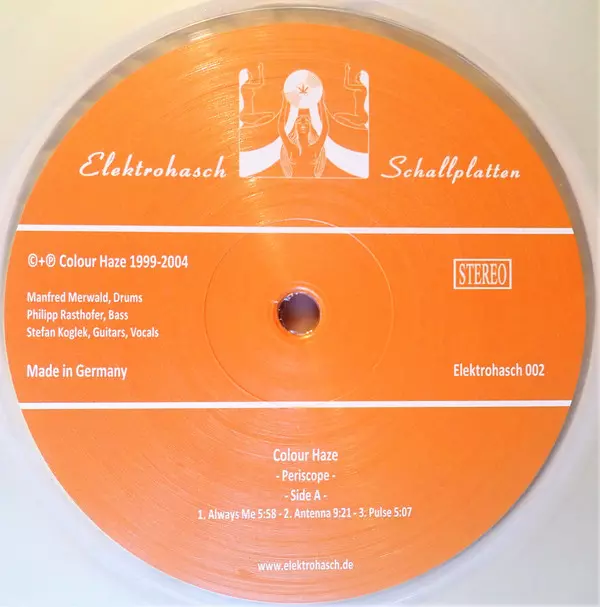 Elektrohasch Schallplatten
©+℗ Colour Haze 1999-2004
STEREO
Manfred Merwald, Drums
Philipp Rasthofer, Bass
Stefan Koglek, Guitars, Vocals
Made in Germany
Elektrohasch 002
Colour Haze
- Periscope -
- Side A -
1. Always Me 5:58 - 2. Antenna 9:21 - 3. Pulse 5:07
www.elektrohasch.de